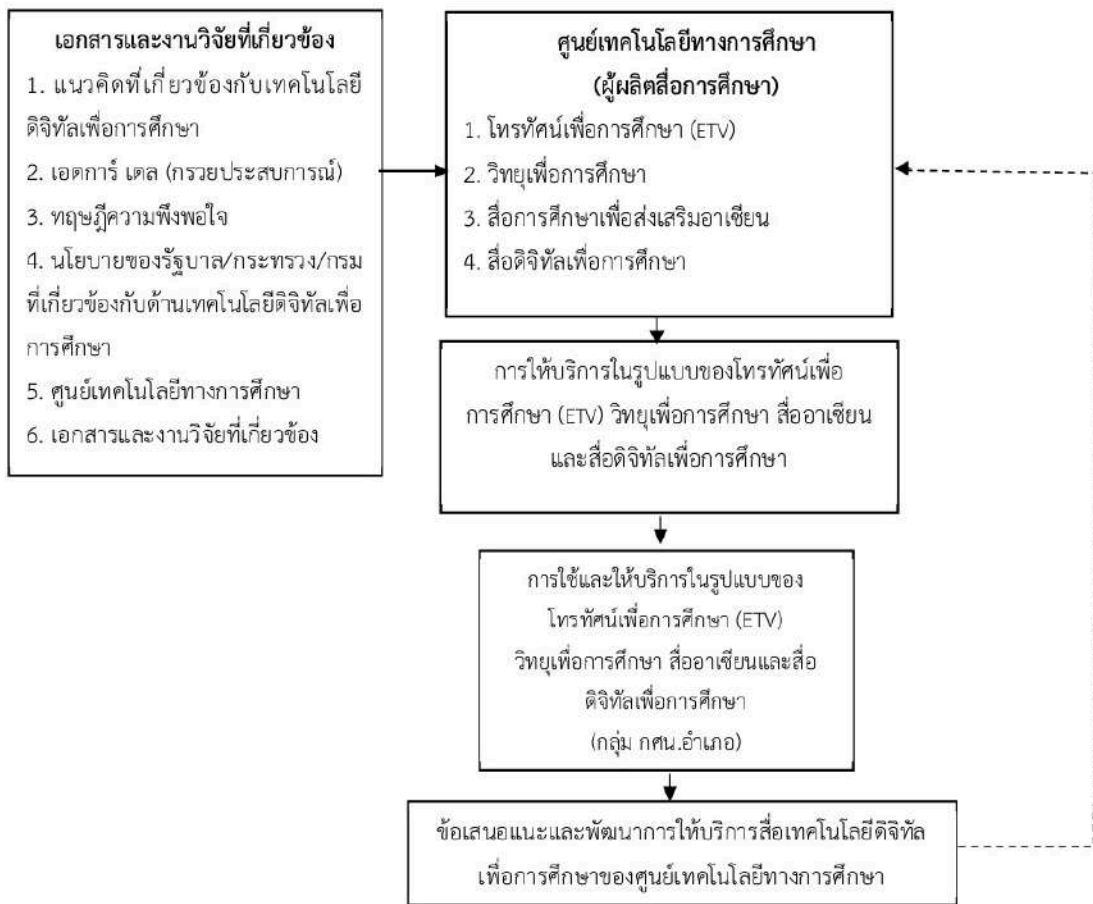 เอกสารและงานวิจัยที่เกี่ยวข้อง
1. แนวคิดที่เกี่ยวข้องกับเทคโนโลยี
ดิจิทัลเพื่อการศึกษา
2. เอดการ์ เดล (กรวยประสบการณ์)
3. ทฤษฎีความพึงพอใจ
4. นโยบายของรัฐบาล/กระทรวง/กรม
ที่เกี่ยวข้องกับด้านเทคโนโลยีดิจิทัลเพื่อ
การศึกษา
5. ศูนย์เทคโนโลยีทางการศึกษา
6. เอกสารและงานวิจัยที่เกี่ยวข้อง
ศูนย์เทคโนโลยีทางการศึกษา
(ผู้ผลิตสื่อการศึกษา)
1. โทรทัศน์เพื่อการศึกษา (ETV)
2. วิทยุเพื่อการศึกษา
3. สื่อการศึกษาเพื่อส่งเสริมอาเซียน
4. สื่อดิจิทัลเพื่อการศึกษา
การให้บริการในรูปแบบของโทรทัศน์เพื่อ
การศึกษา (ETV) วิทยุเพื่อการศึกษา สื่ออาเซียน
และสื่อดิจิทัลเพื่อการศึกษา
การใช้และให้บริการในรูปแบบของ
โทรทัศน์เพื่อการศึกษา (ETV)
วิทยุเพื่อการศึกษา สื่ออาเซียนและสื่อ
ดิจิทัลเพื่อการศึกษา
(กลุ่ม กศน.อำเภอ)
ข้อเสนอแนะและพัฒนาการให้บริการสื่อเทคโนโลยีดิจิทัล
เพื่อการศึกษาของศูนย์เทคโนโลยีทางการศึกษา